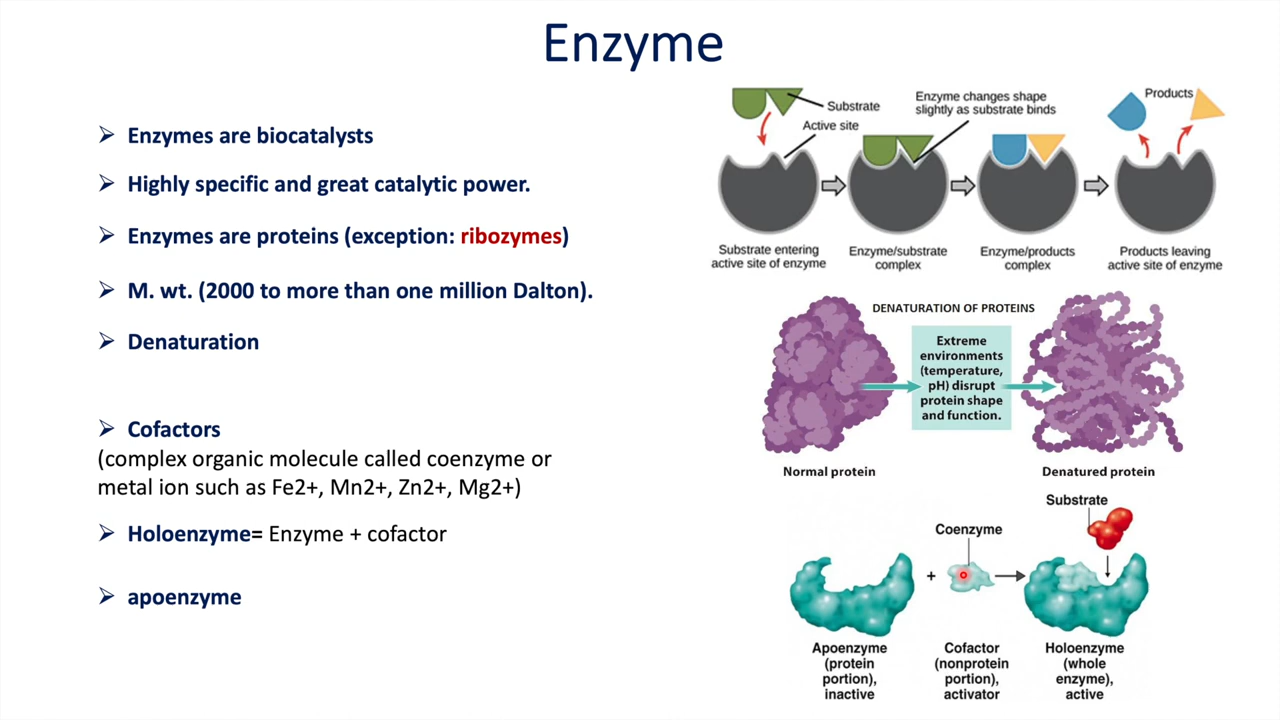 Enzyme
➢ Enzymes are biocatalysts
➢ Highly specific and great catalytic power.
➢ Enzymes are proteins (exception: ribozymes)
➢ M. wt. (2000 to more than one million Dalton).
➢ Denaturation
➢ Cofactors
(complex organic molecule called coenzyme or
metal ion such as Fe2+, Mn2+, Zn2+, Mg2+)
➢ Holoenzyme= Enzyme + cofactor
➢ apoenzyme
Substrate
Active site
Enzyme changes shape
slightly as substrate binds
Products
Substrate entering
active site of enzyme
Enzyme/substrate
complex
Enzyme/products
complex
Products leaving
active site of enzyme
DENATURATION OF PROTEINS
Extreme
environments
(temperature,
pH) disrupt
protein shape
and function.
Normal protein
Denatured protein
Substrate
Coenzyme
+
Apoenzyme
(protein
portion),
inactive
Cofactor
(nonprotein
portion),
activator
Holoenzyme
(whole
enzyme),
active